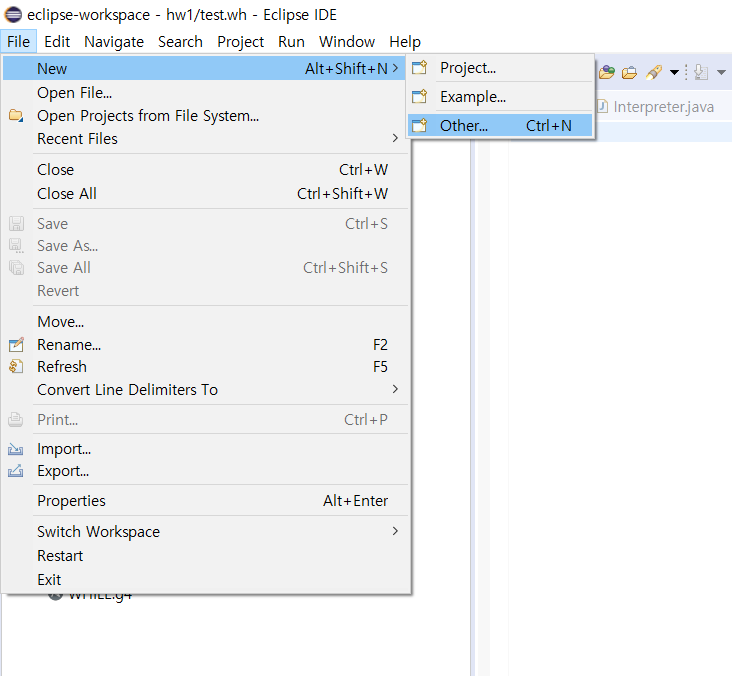 eclipse-workspace - hw1/test.wh - Eclipse IDE
File Edit Navigate Search Project Run Window Help
New Alt+Shift+N
Project...
Example...
Other... Ctrl+N
Interpreter.java
Open File...
Open Projects from File System...
Recent Files
Close Ctrl+W
Close All Ctrl+Shift+W
Save Ctrl+S
Save As...
Save All Ctrl+Shift+S
Revert
Move...
Rename... F2
Refresh F5
Convert Line Delimiters To
Print... Ctrl+P
Import...
Export...
Properties Alt+Enter
Switch Workspace
Restart
Exit
WHILE.g4